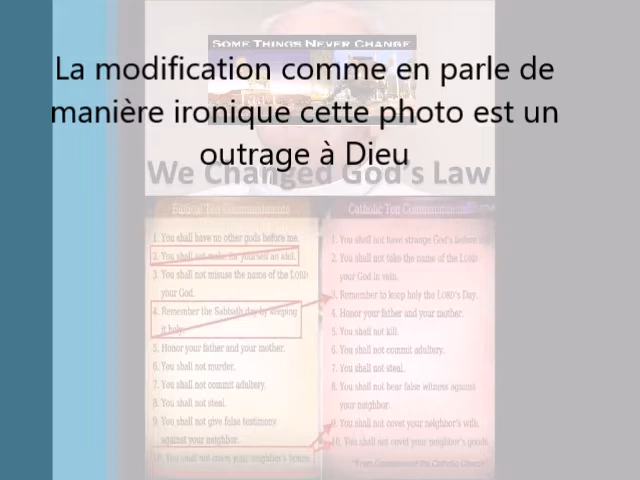 SOME THINGS NEVER CHANGE
La modification comme en parle de
manière ironique cette photo est un
outrage à Dieu
We Changed God's Law
Biblical Ten Commandments
1. You shall have no other gods before me.
2. You shall not make for yourself an idol.
3. You shall not misuse the name of the LORD
your God.
4. Remember the Sabbath day by keeping
it holy.
5. Honor your father and your mother.
6. You shall not murder.
7. You shall not commit adultery.
8. You shall not steal.
9. You shall not give false testimony
against your neighbor.
10. You shall not covet your neighbor's house.
Catholic Ten Commandments
1. You shall not have strange God's before me.
2. You shall not take the name of the LORD
your God in vain.
3. Remember to keep holy the LORD's Day.
4. Honor your father and your mother.
5. You shall not kill.
6. You shall not commit adultery.
7. You shall not steal.
8. You shall not bear false witness against
your neighbor.
9. You shall not covet your neighbor's wife.
10. You shall not covet your neighbor's goods.